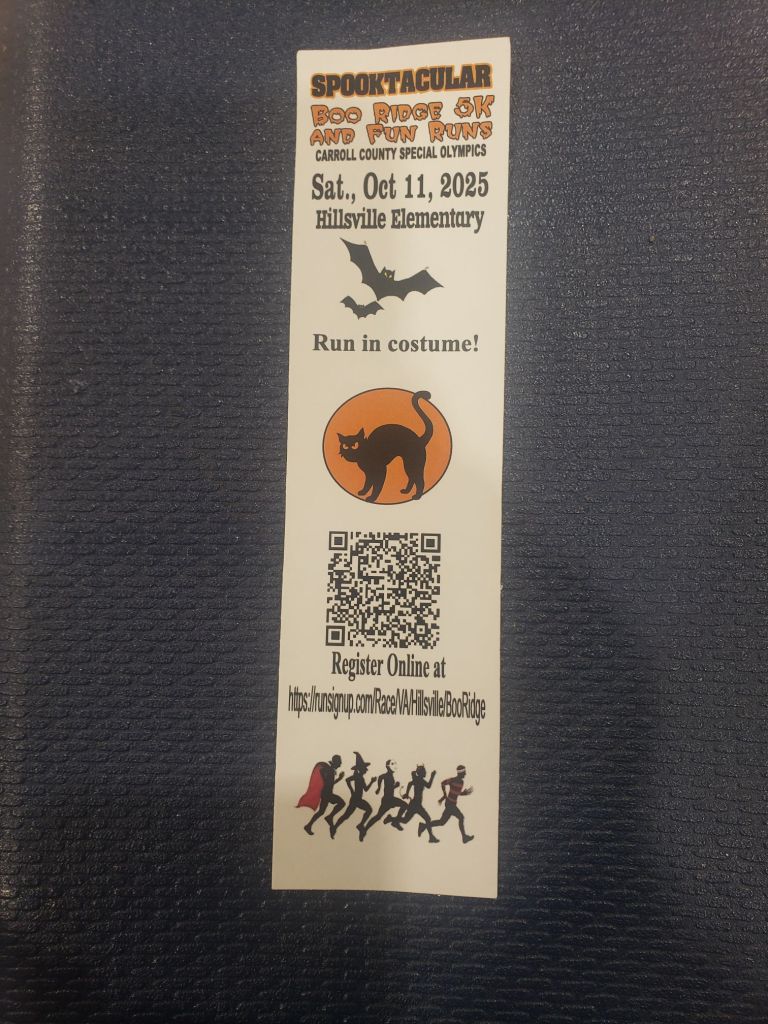 SPOOKTACULAR
BOO RIDGE 5K
AND FUN RUNS
CARROLL COUNTY SPECIAL OLYMPICS
Sat., Oct 11, 2025
Hillsville Elementary
Run in costume!
Register Online at
https://runsignup.com/Race/VA/Hillsville/BooRidge